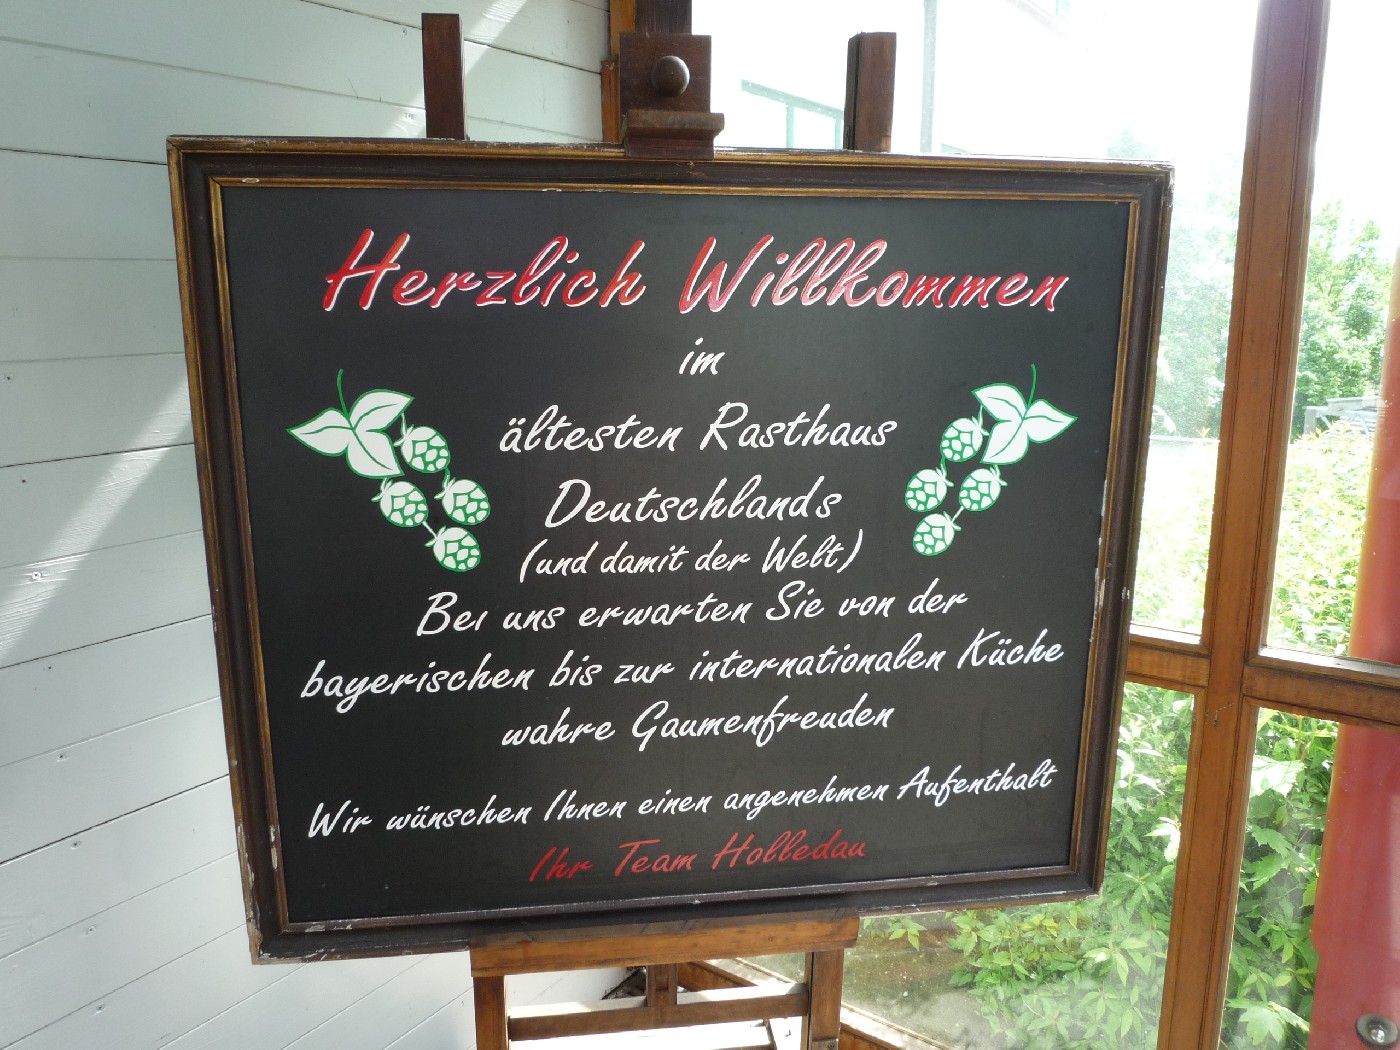 Herzlich Willkommen
im
ältesten Rasthaus
Deutschlands
(und damit der Welt)
Bei uns erwarten Sie von der
bayerischen bis zur internationalen Küche
wahre Gaumenfreuden
Wir wünschen Ihnen einen angenehmen Aufenthalt
Ihr Team Holledau